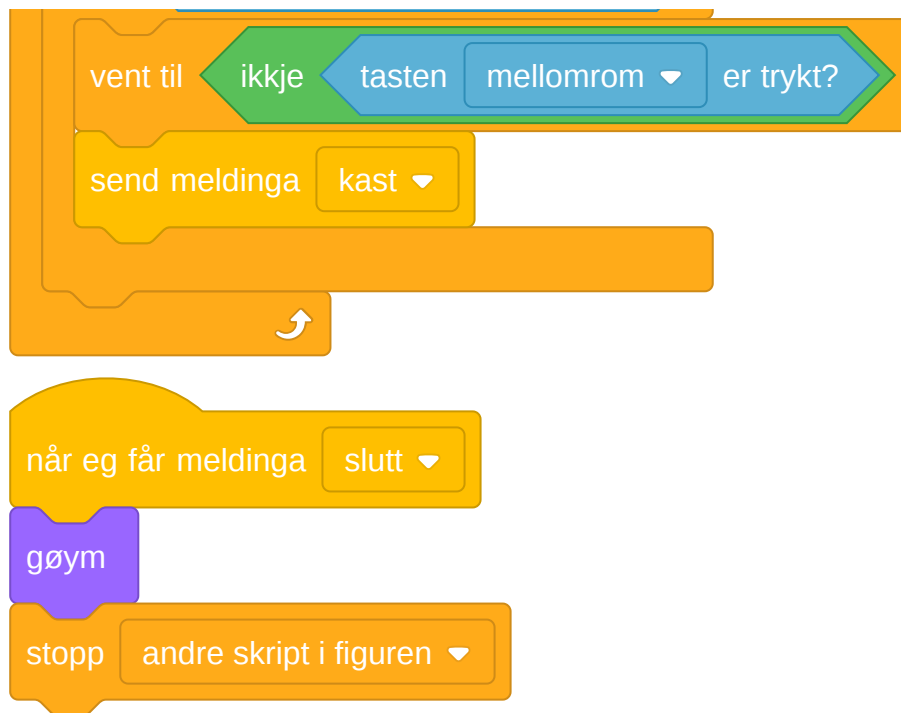 vent til ikkje tasten mellomrom er trykt?
send meldinga kast
når eg får meldinga slutt
gøym
stopp andre skript i figuren